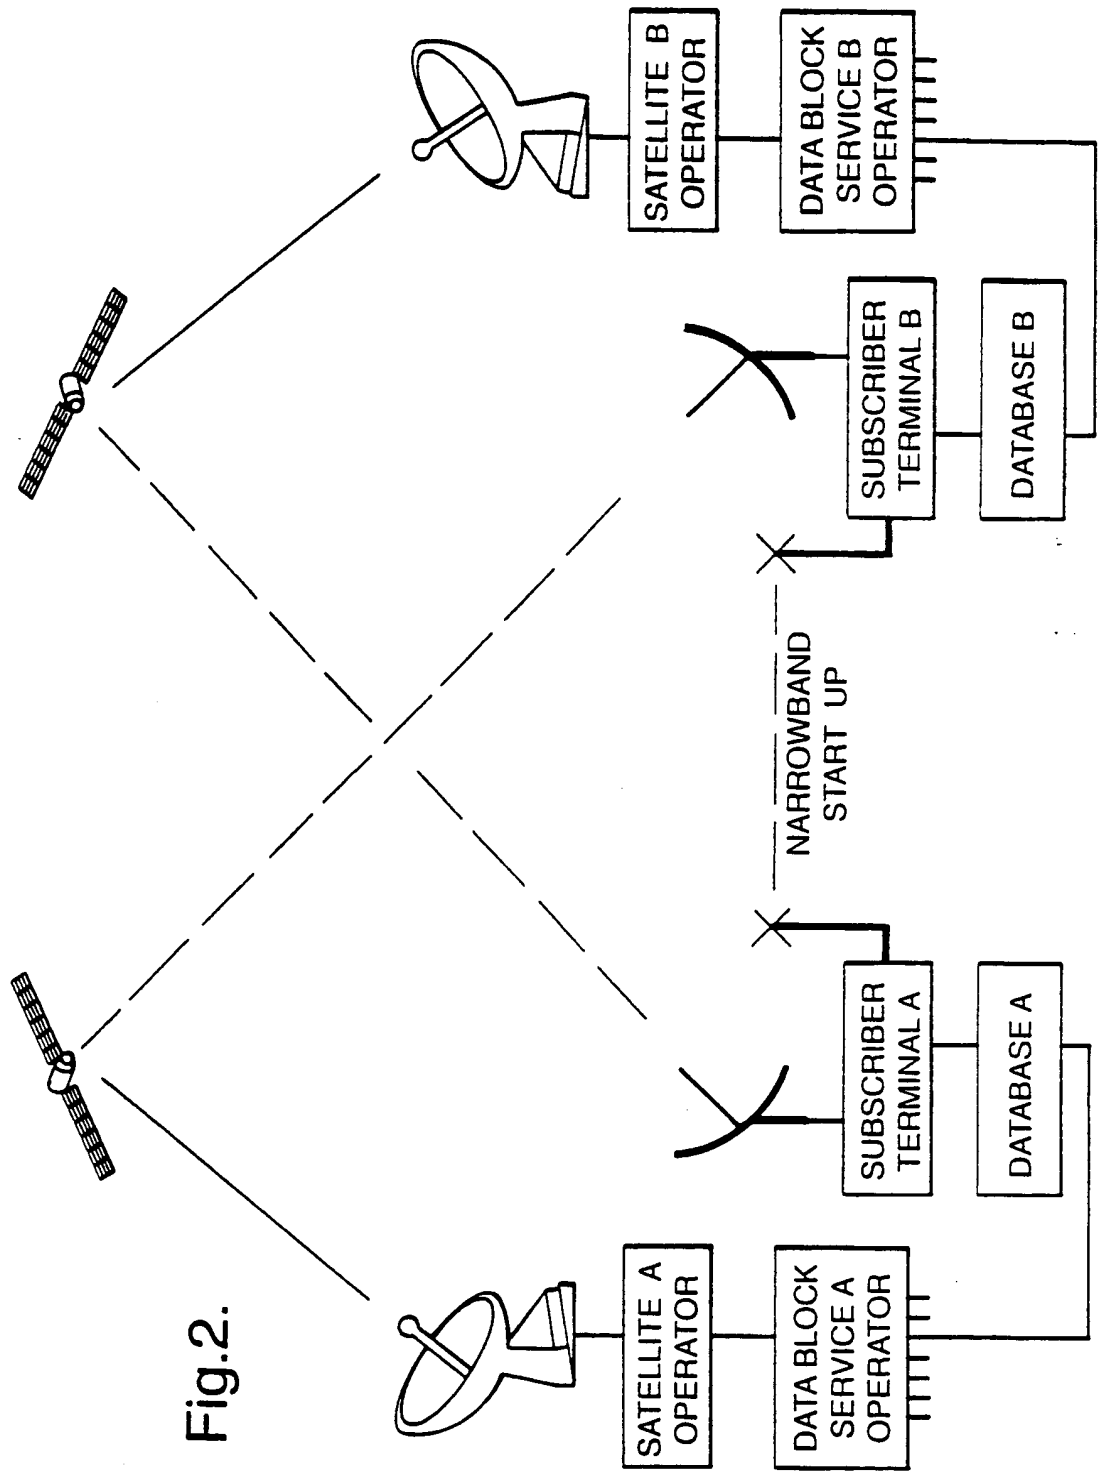 Fig.2.
SATELLITE A
OPERATOR
DATA BLOCK
SERVICE A
OPERATOR
SUBSCRIBER
TERMINAL A
DATABASE A
NARROWBAND
START UP
SUBSCRIBER
TERMINAL B
DATABASE B
SATELLITE B
OPERATOR
DATA BLOCK
SERVICE B
OPERATOR